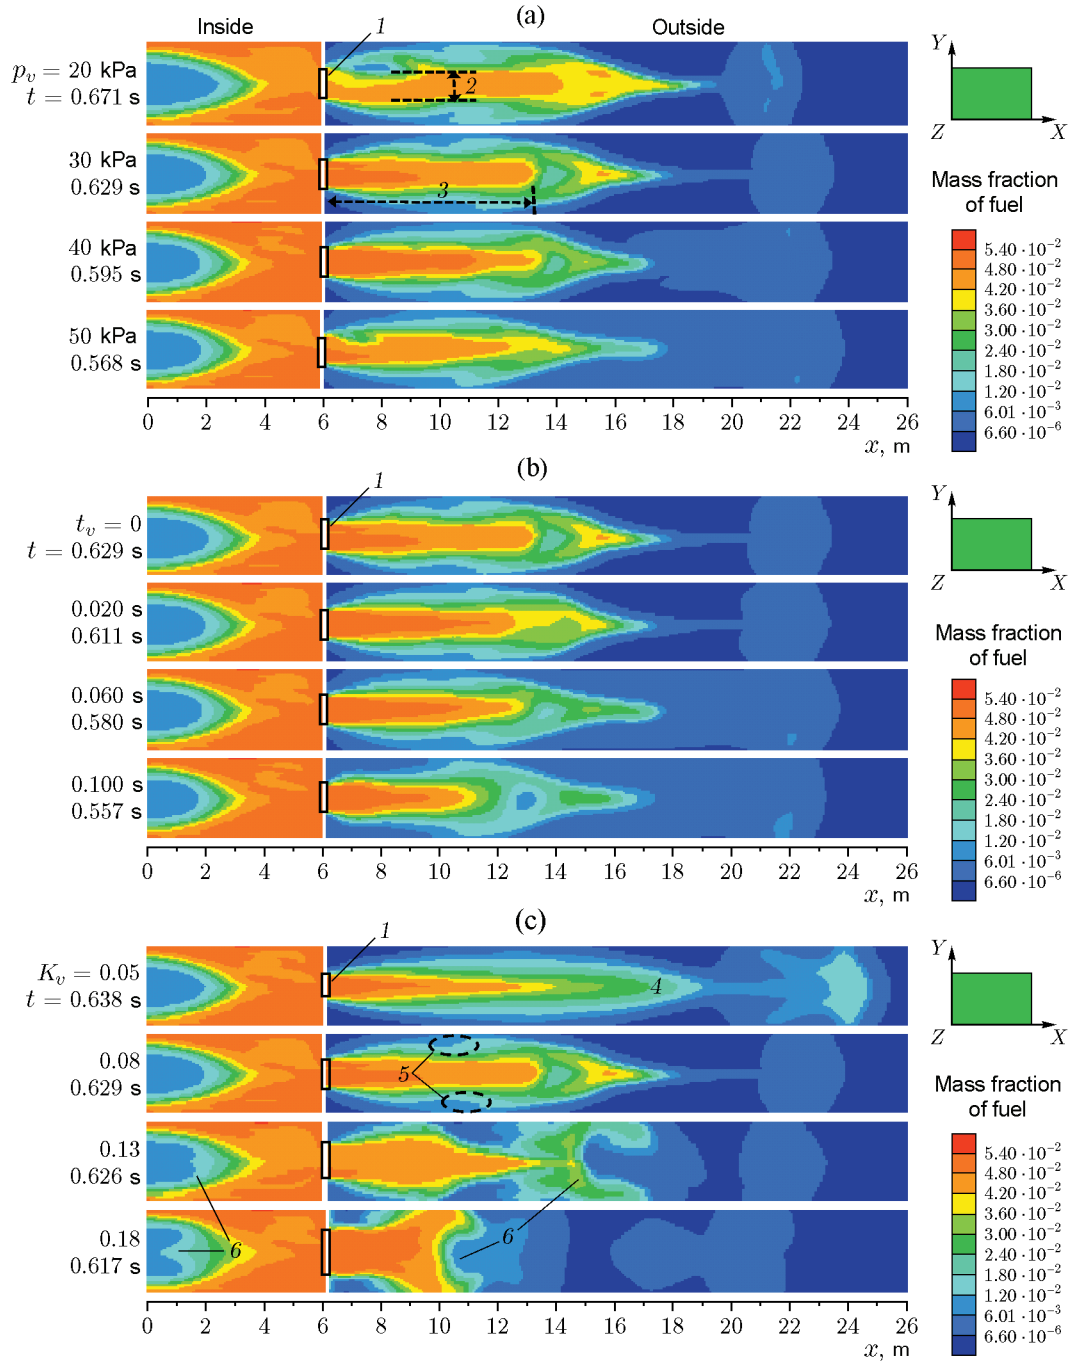 (a)
Inside
1
Outside
p_v = 20 kPa
t = 0.671 s
2
30 kPa
0.629 s
3
40 kPa
0.595 s
50 kPa
0.568 s
0 2 4 6 8 10 12 14 16 18 20 22 24 26
x, m
Y
Z X
Mass fraction
of fuel
5.40 · 10⁻²
4.80 · 10⁻²
4.20 · 10⁻²
3.60 · 10⁻²
3.00 · 10⁻²
2.40 · 10⁻²
1.80 · 10⁻²
1.20 · 10⁻²
6.01 · 10⁻³
6.60 · 10⁻⁶
(b)
1
t_v = 0
t = 0.629 s
0.020 s
0.611 s
0.060 s
0.580 s
0.100 s
0.557 s
0 2 4 6 8 10 12 14 16 18 20 22 24 26
x, m
Y
Z X
Mass fraction
of fuel
5.40 · 10⁻²
4.80 · 10⁻²
4.20 · 10⁻²
3.60 · 10⁻²
3.00 · 10⁻²
2.40 · 10⁻²
1.80 · 10⁻²
1.20 · 10⁻²
6.01 · 10⁻³
6.60 · 10⁻⁶
(c)
1
K_v = 0.05
t = 0.638 s
4
0.08
0.629 s
5
0.13
0.626 s
0.18
0.617 s
6
6
0 2 4 6 8 10 12 14 16 18 20 22 24 26
x, m
Y
Z X
Mass fraction
of fuel
5.40 · 10⁻²
4.80 · 10⁻²
4.20 · 10⁻²
3.60 · 10⁻²
3.00 · 10⁻²
2.40 · 10⁻²
1.80 · 10⁻²
1.20 · 10⁻²
6.01 · 10⁻³
6.60 · 10⁻⁶